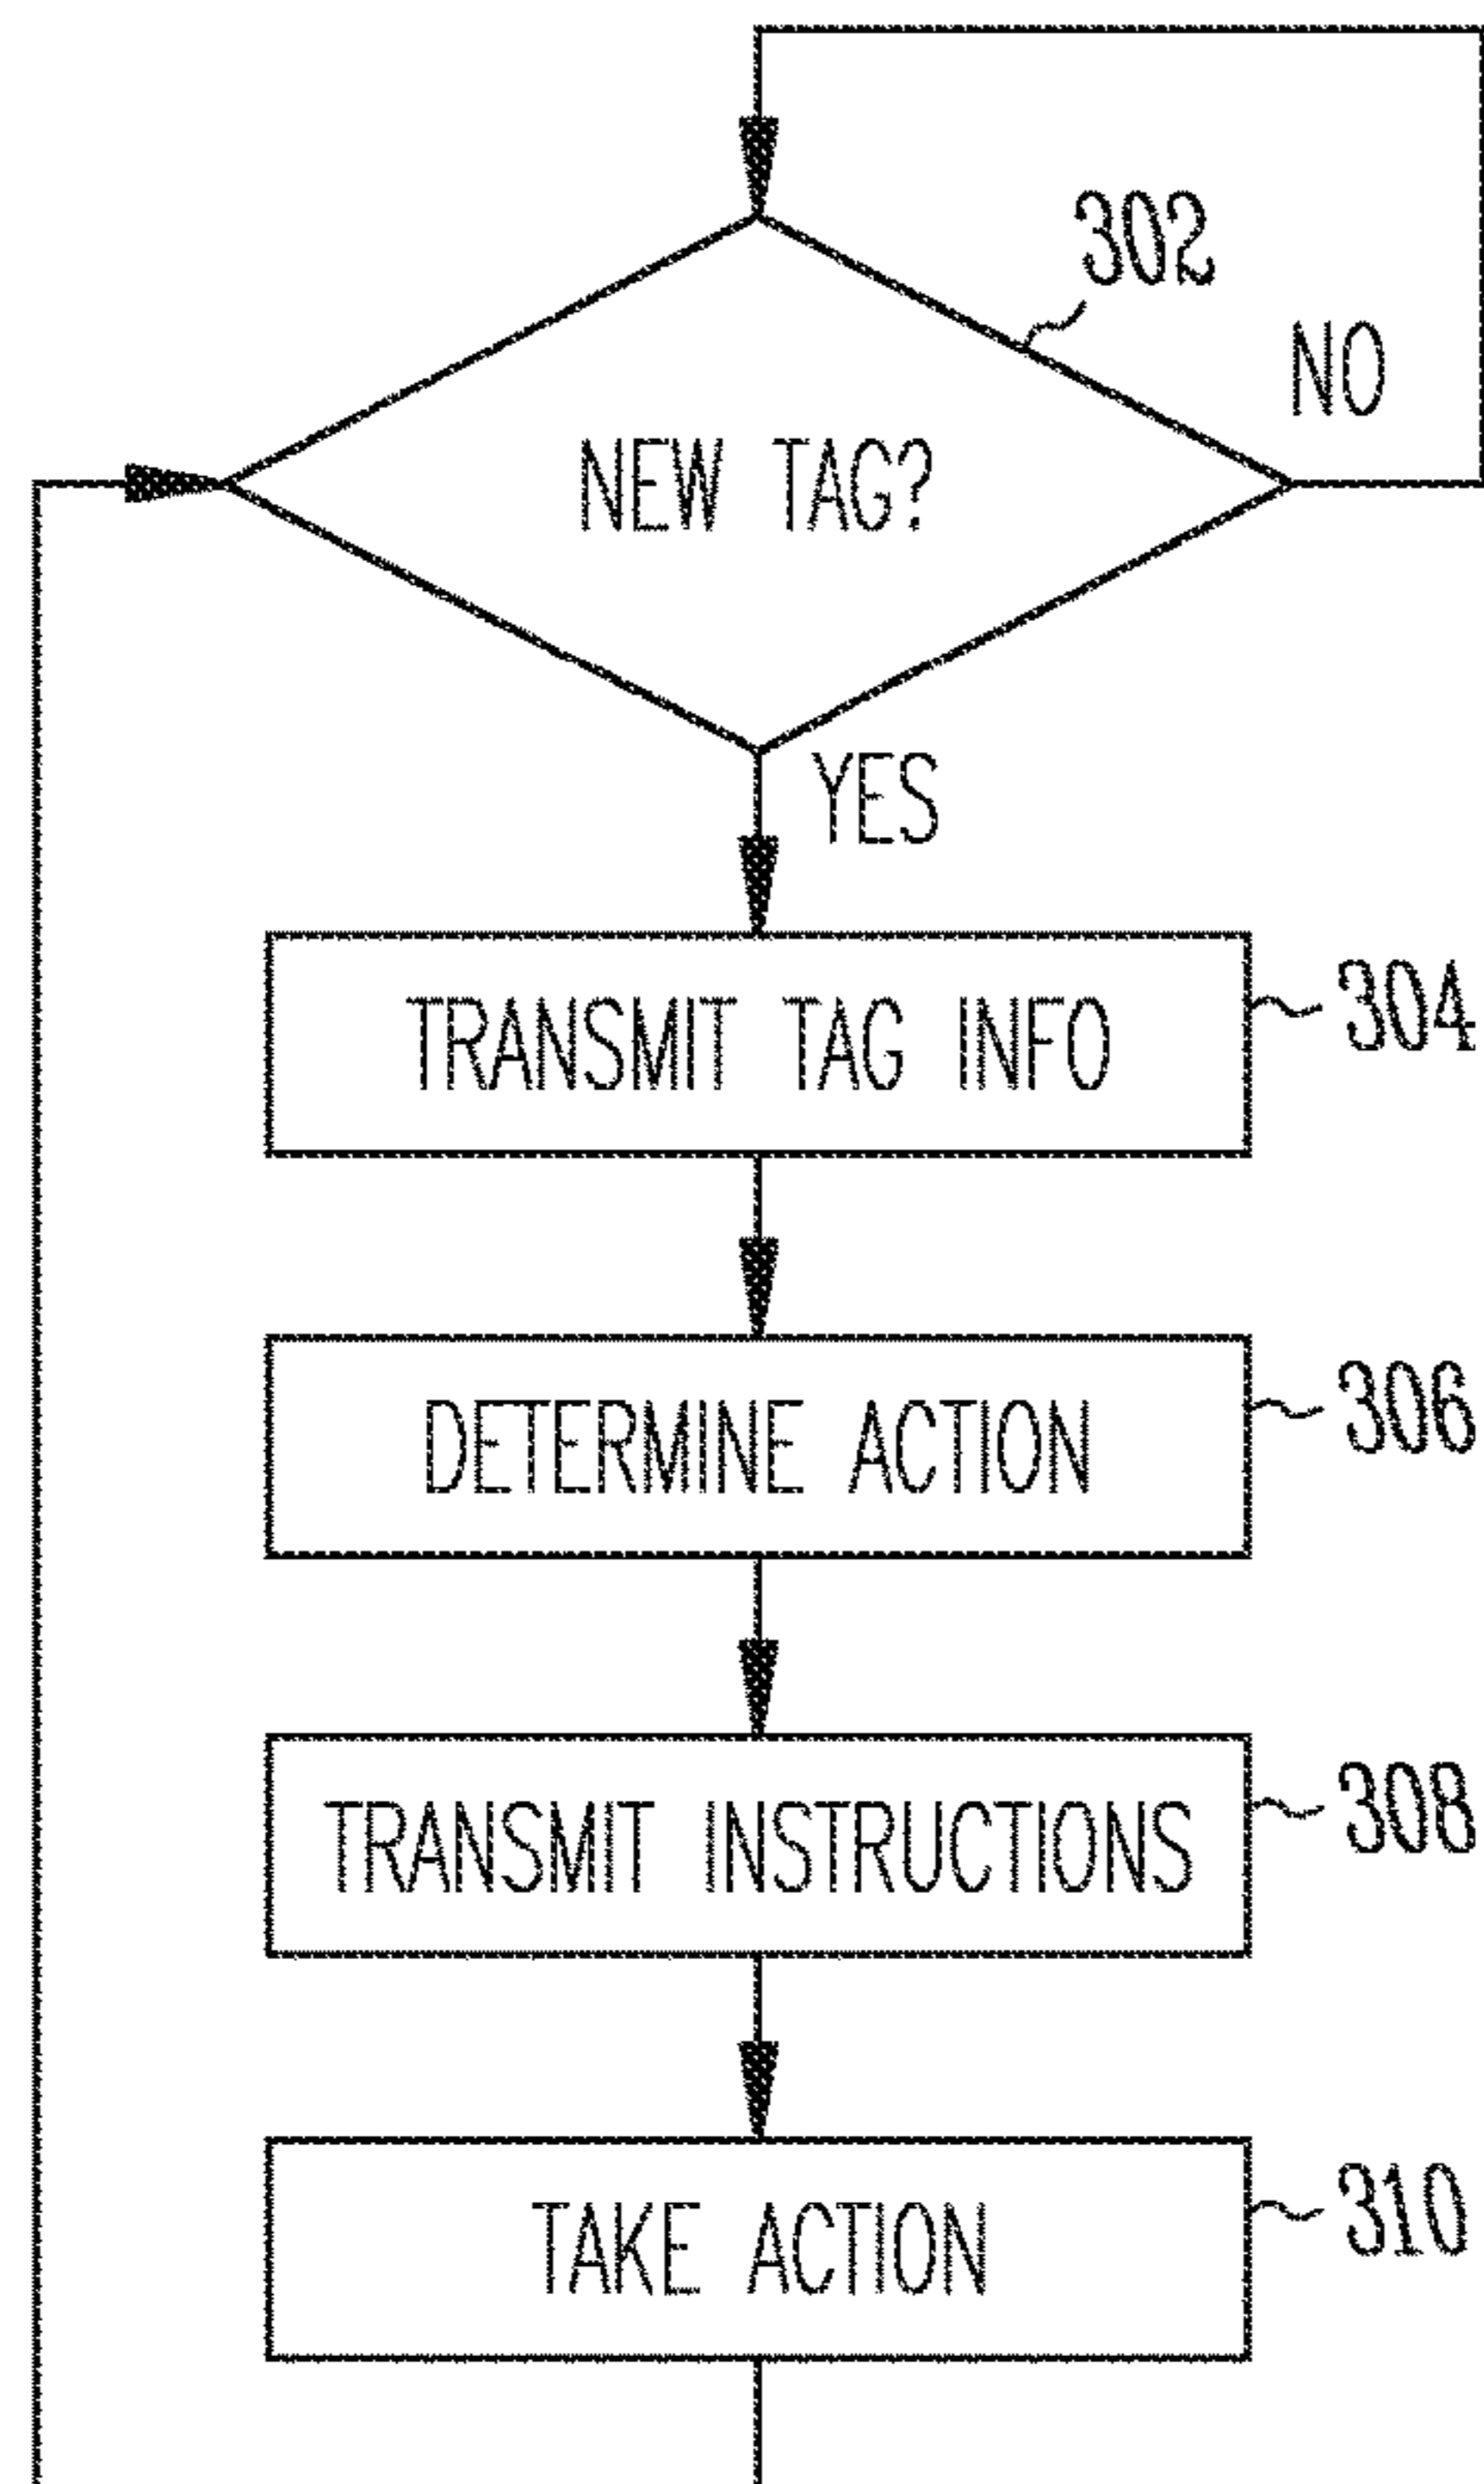 302
NO
NEW TAG?
YES
TRANSMIT TAG INFO
304
DETERMINE ACTION
306
TRANSMIT INSTRUCTIONS
308
TAKE ACTION
310